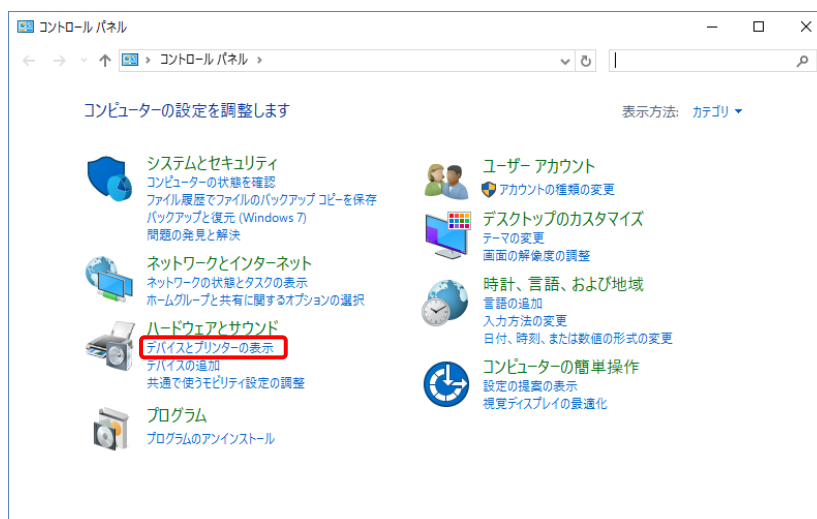 コントロール パネル
コントロール パネル
コンピューターの設定を調整します
表示方法: カテゴリ
システムとセキュリティ
コンピューターの状態を確認
ファイル履歴でファイルのバックアップ コピーを保存
バックアップと復元 (Windows 7)
問題の発見と解決
ネットワークとインターネット
ネットワークの状態とタスクの表示
ホームグループと共有に関するオプションの選択
ハードウェアとサウンド
デバイスとプリンターの表示
デバイスの追加
共通で使うモビリティ設定の調整
プログラム
プログラムのアンインストール
ユーザー アカウント
アカウントの種類の変更
デスクトップのカスタマイズ
テーマの変更
画面の解像度の調整
時計、言語、および地域
言語の追加
入力方法の変更
日付、時刻、または数値の形式の変更
コンピューターの簡単操作
設定の提案の表示
視覚ディスプレイの最適化